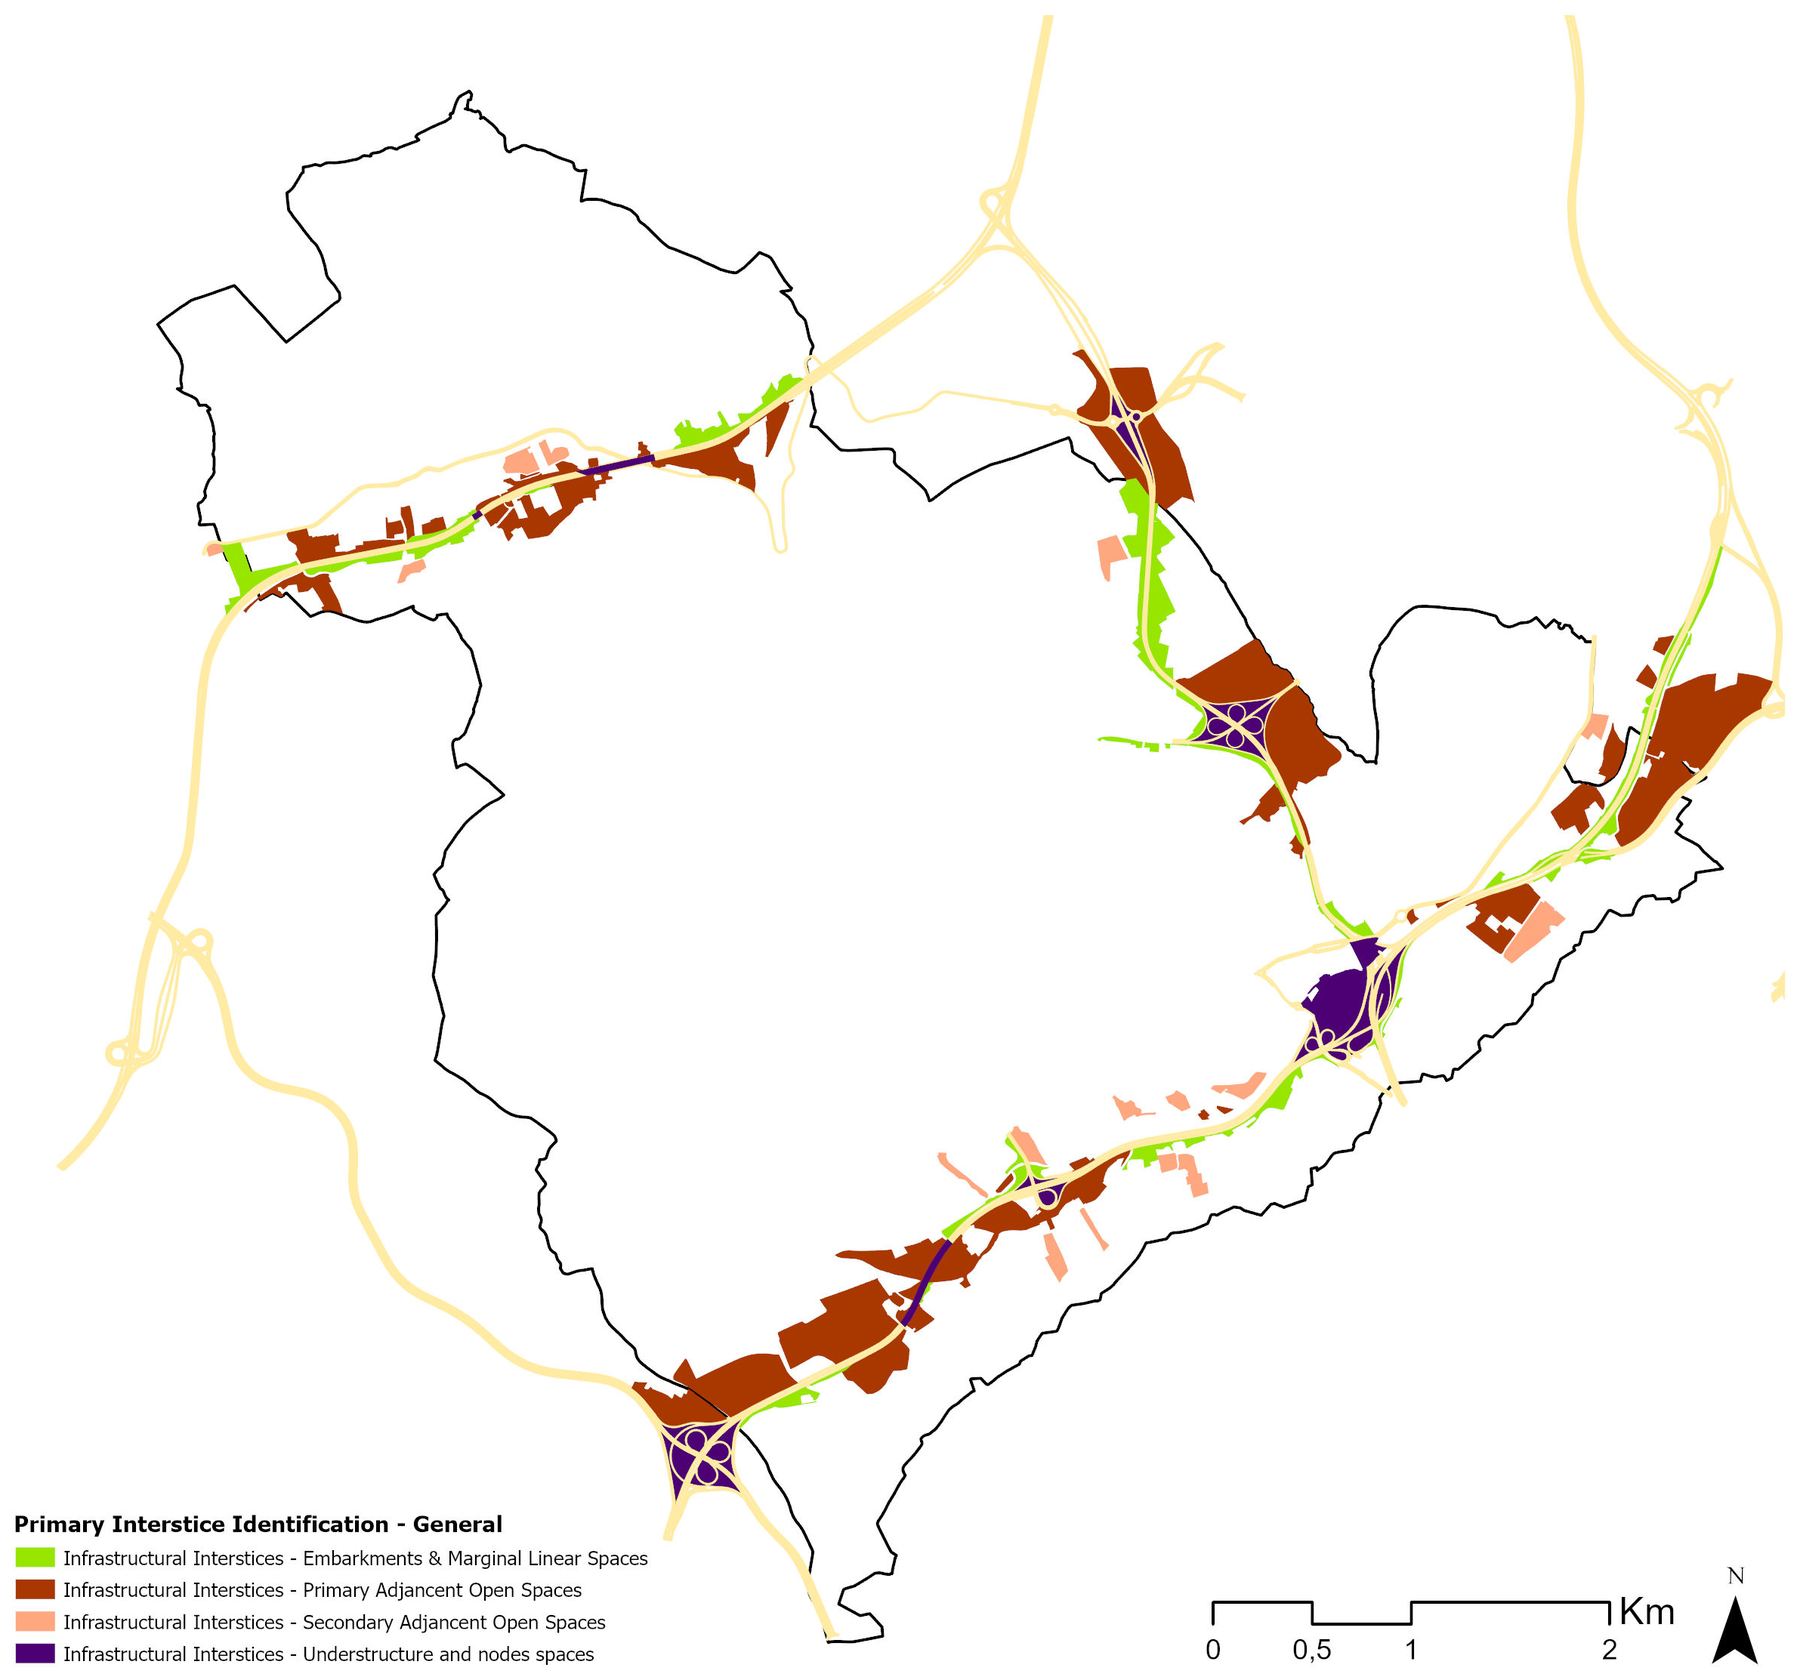 Primary Interstice Identification - General
Infrastructural Interstices - Embarkments & Marginal Linear Spaces
Infrastructural Interstices - Primary Adjancent Open Spaces
Infrastructural Interstices - Secondary Adjancent Open Spaces
Infrastructural Interstices - Understructure and nodes spaces
N
Km
0 0,5 1 2